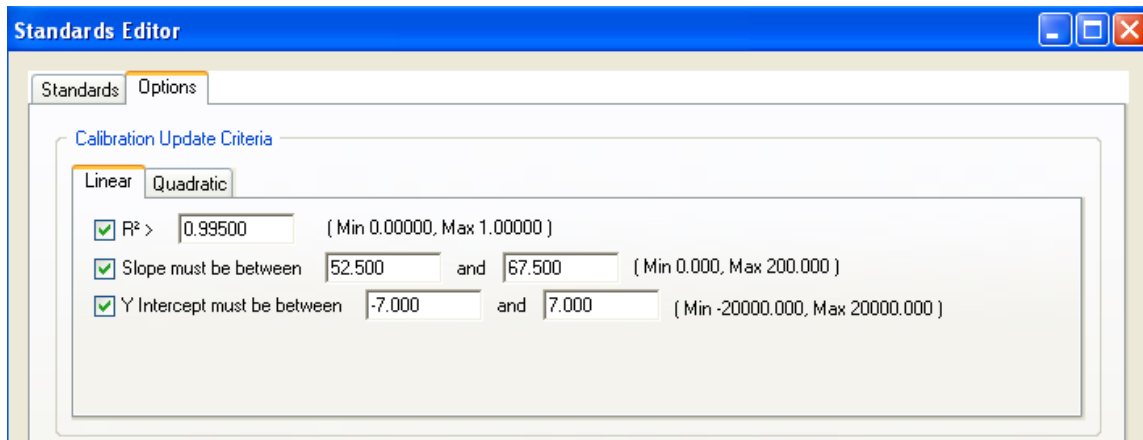 Standards Editor
Standards Options
Calibration Update Criteria
Linear Quadratic
R² > 0.99500 ( Min 0.00000, Max 1.00000 )
Slope must be between 52.500 and 67.500 ( Min 0.000, Max 200.000 )
Y Intercept must be between -7.000 and 7.000 ( Min -20000.000, Max 20000.000 )